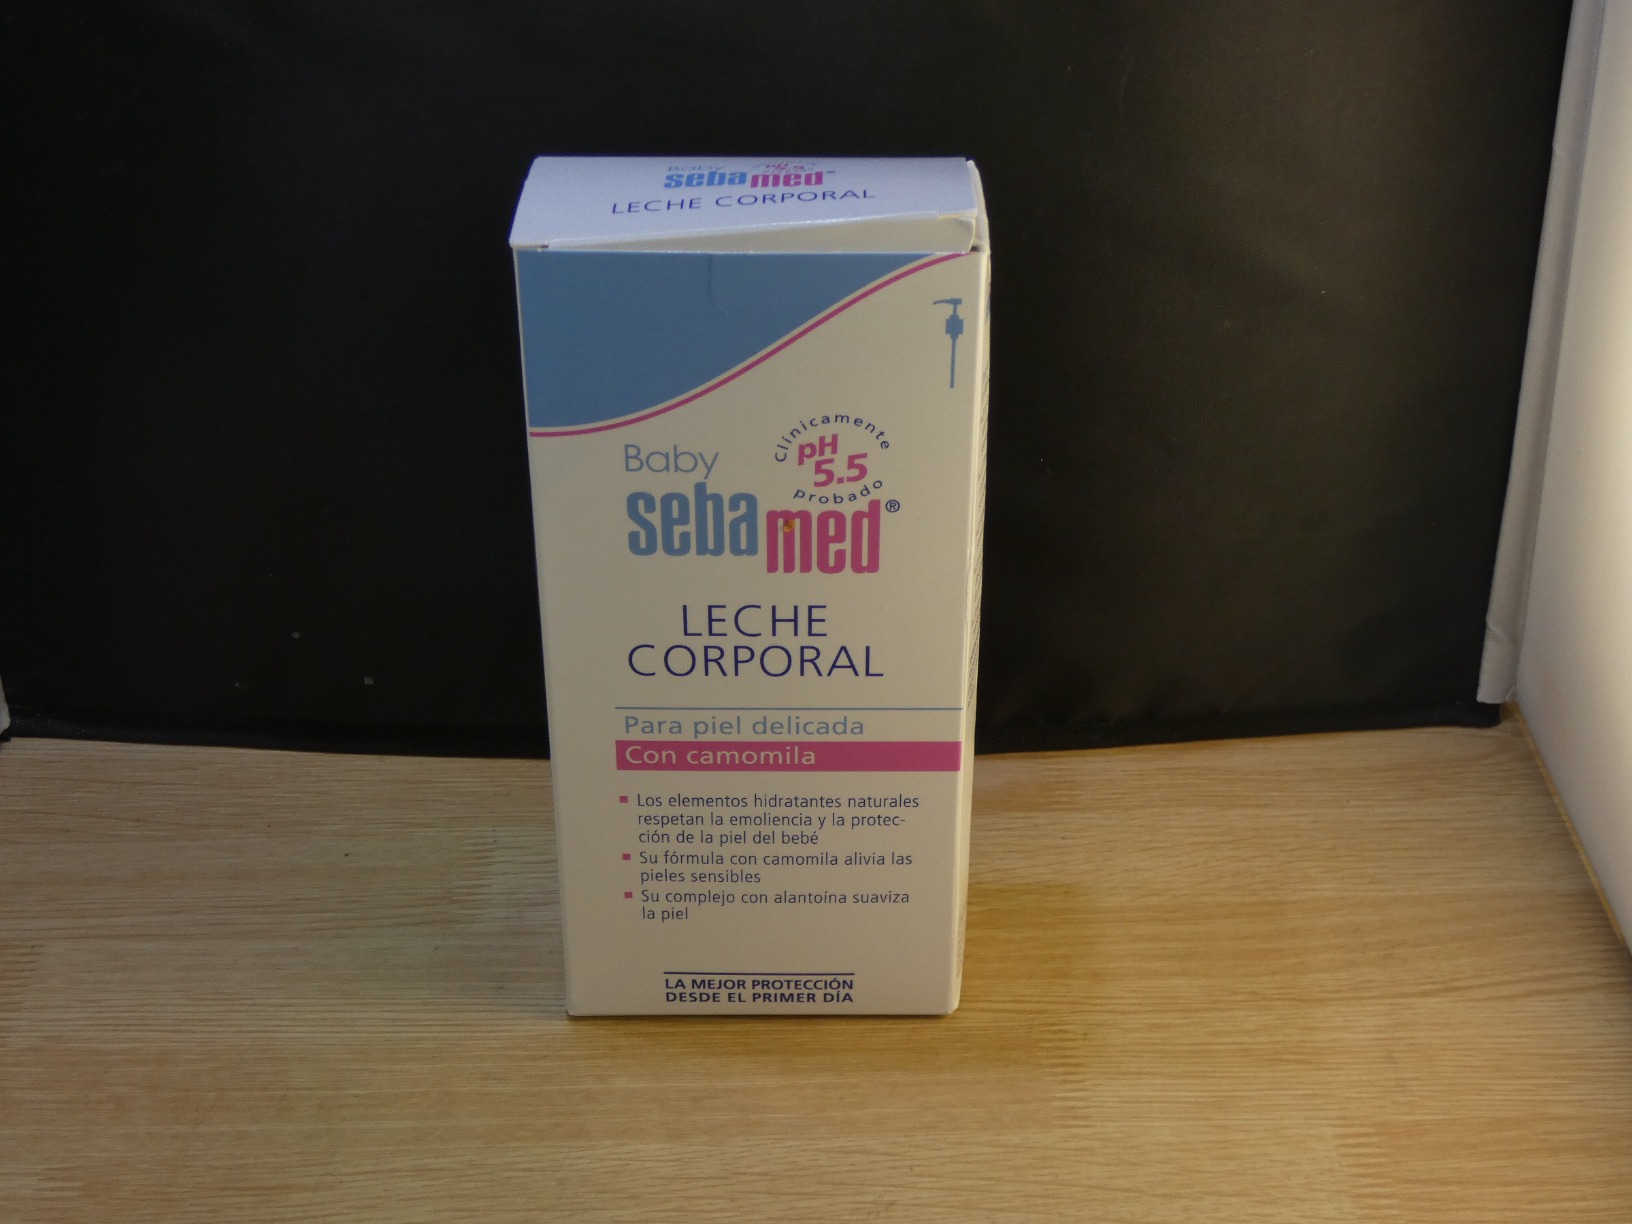 Baby
sebamed
LECHE CORPORAL
Clínicamente
pH
5.5
probado
Baby
sebamed®
LECHE
CORPORAL
Para piel delicada
Con camomila
Los elementos hidratantes naturales
respetan la emoliencia y la protec-
ción de la piel del bebé
Su fórmula con camomila alivia las
pieles sensibles
Su complejo con alantoína suaviza
la piel
LA MEJOR PROTECCIÓN
DESDE EL PRIMER DÍA